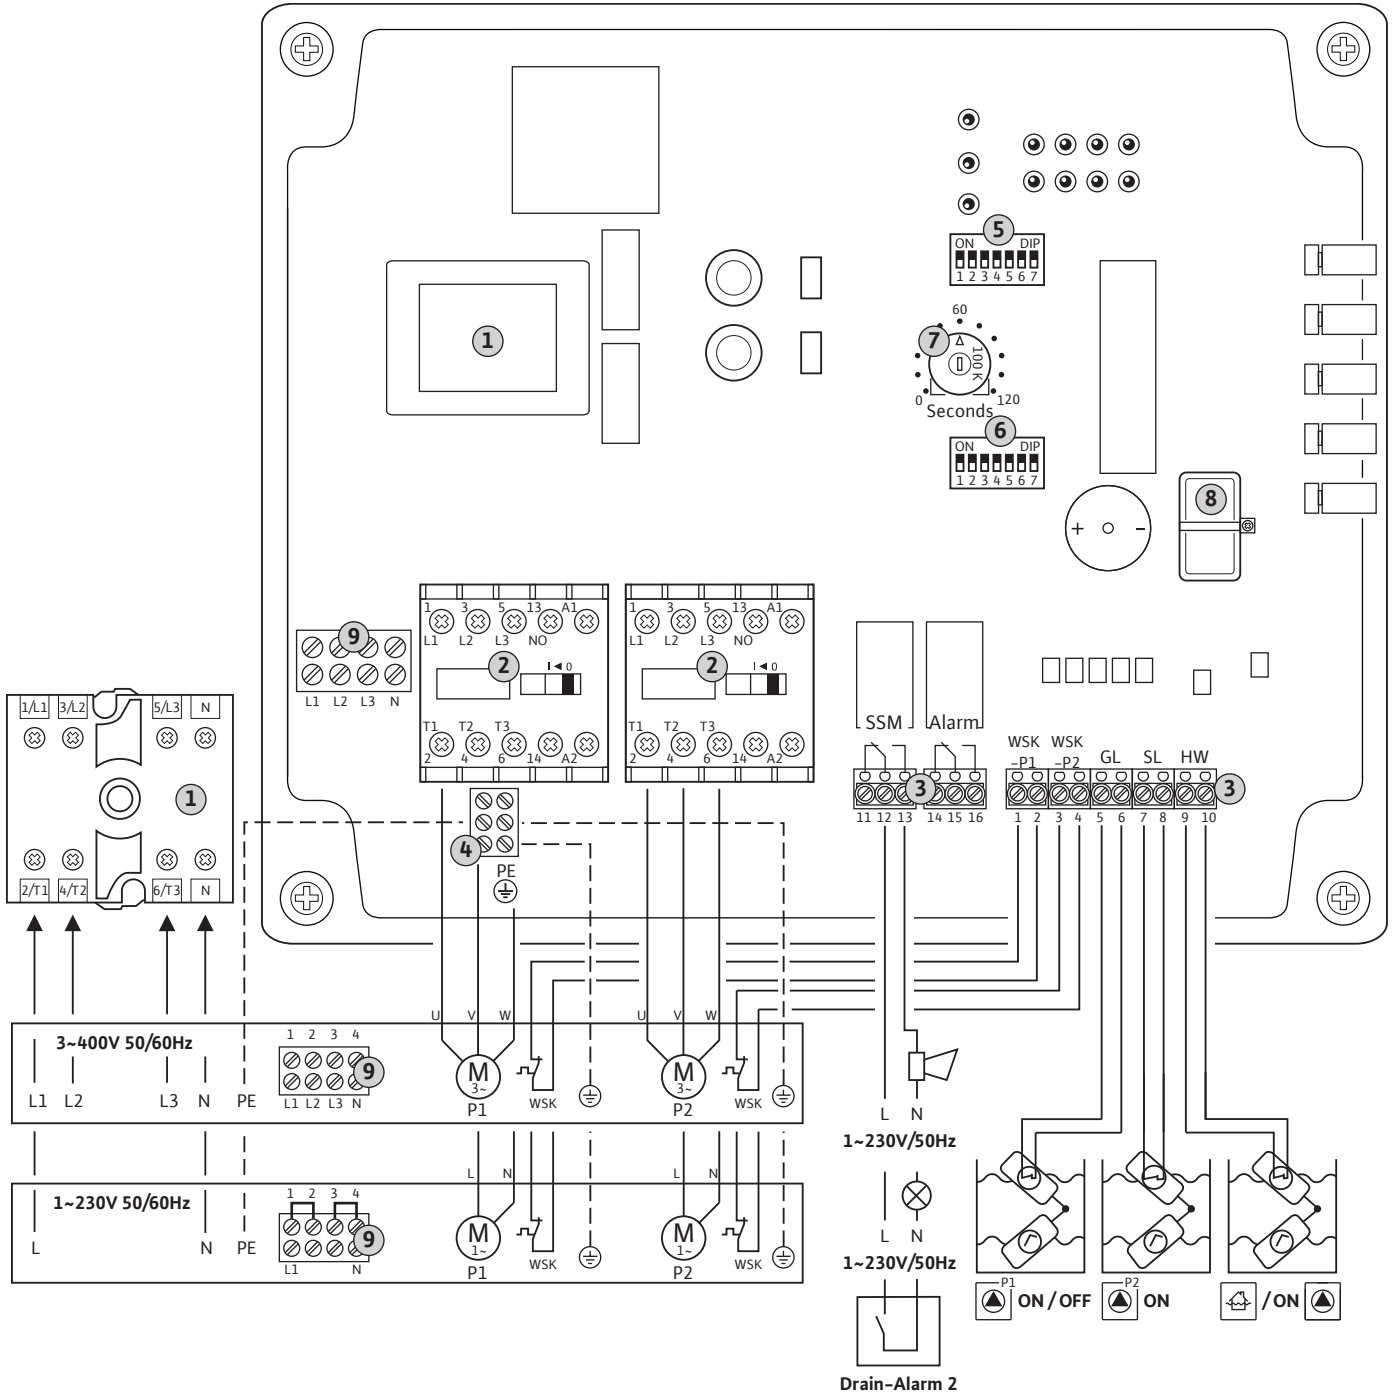 5
ON DIP
1 2 3 4 5 6 7
60
7
100 K
0
120
Seconds
6
ON DIP
1 2 3 4 5 6 7
1
8
+ -
9
L1 L2 L3 N
1 3 5 13 A1
L1 L2 L3 NO
2
I ◄ 0
T1 T2 T3
2 4 6 14 A2
1 3 5 13 A1
L1 L2 L3 NO
2
I ◄ 0
T1 T2 T3
2 4 6 14 A2
1/L1 3/L2 5/L3 N
1
2/T1 4/T2 6/T3 N
4
PE
SSM Alarm
3
11 12 13 14 15 16
WSK WSK
-P1 -P2 GL SL HW
3
1 2 3 4 5 6 7 8 9 10
3~400V 50/60Hz
L1 L2 L3 N PE
1 2 3 4
9
L1 L2 L3 N
U V W
M
3~
P1
WSK
U V W
M
3~
P2
WSK
1~230V 50/60Hz
L N PE
1 2 3 4
9
L1 N
L N
M
1~
P1
WSK
L N
M
1~
P2
WSK
L N
1~230V/50Hz
L N
1~230V/50Hz
Drain-Alarm 2
P1
ON / OFF
P2
ON
/ ON